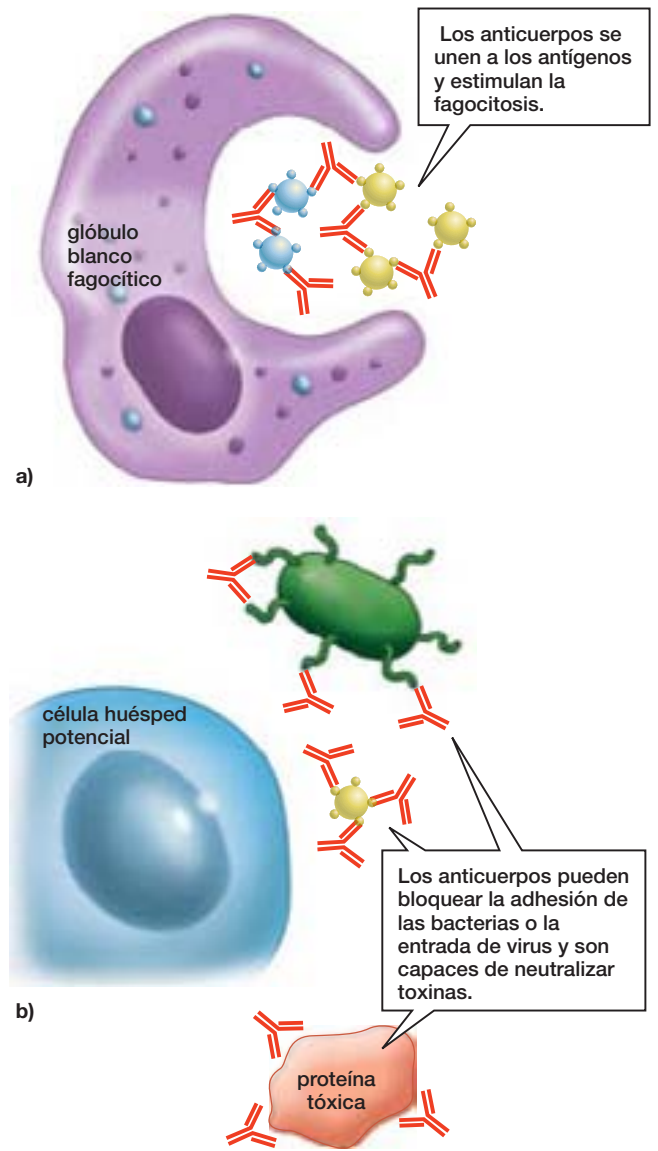 Los anticuerpos se
unen a los antígenos
y estimulan la
fagocitosis.
glóbulo
blanco
fagocítico
a)
célula huésped
potencial
Los anticuerpos pueden
bloquear la adhesión de
las bacterias o la
entrada de virus y son
capaces de neutralizar
toxinas.
b)
proteína
tóxica